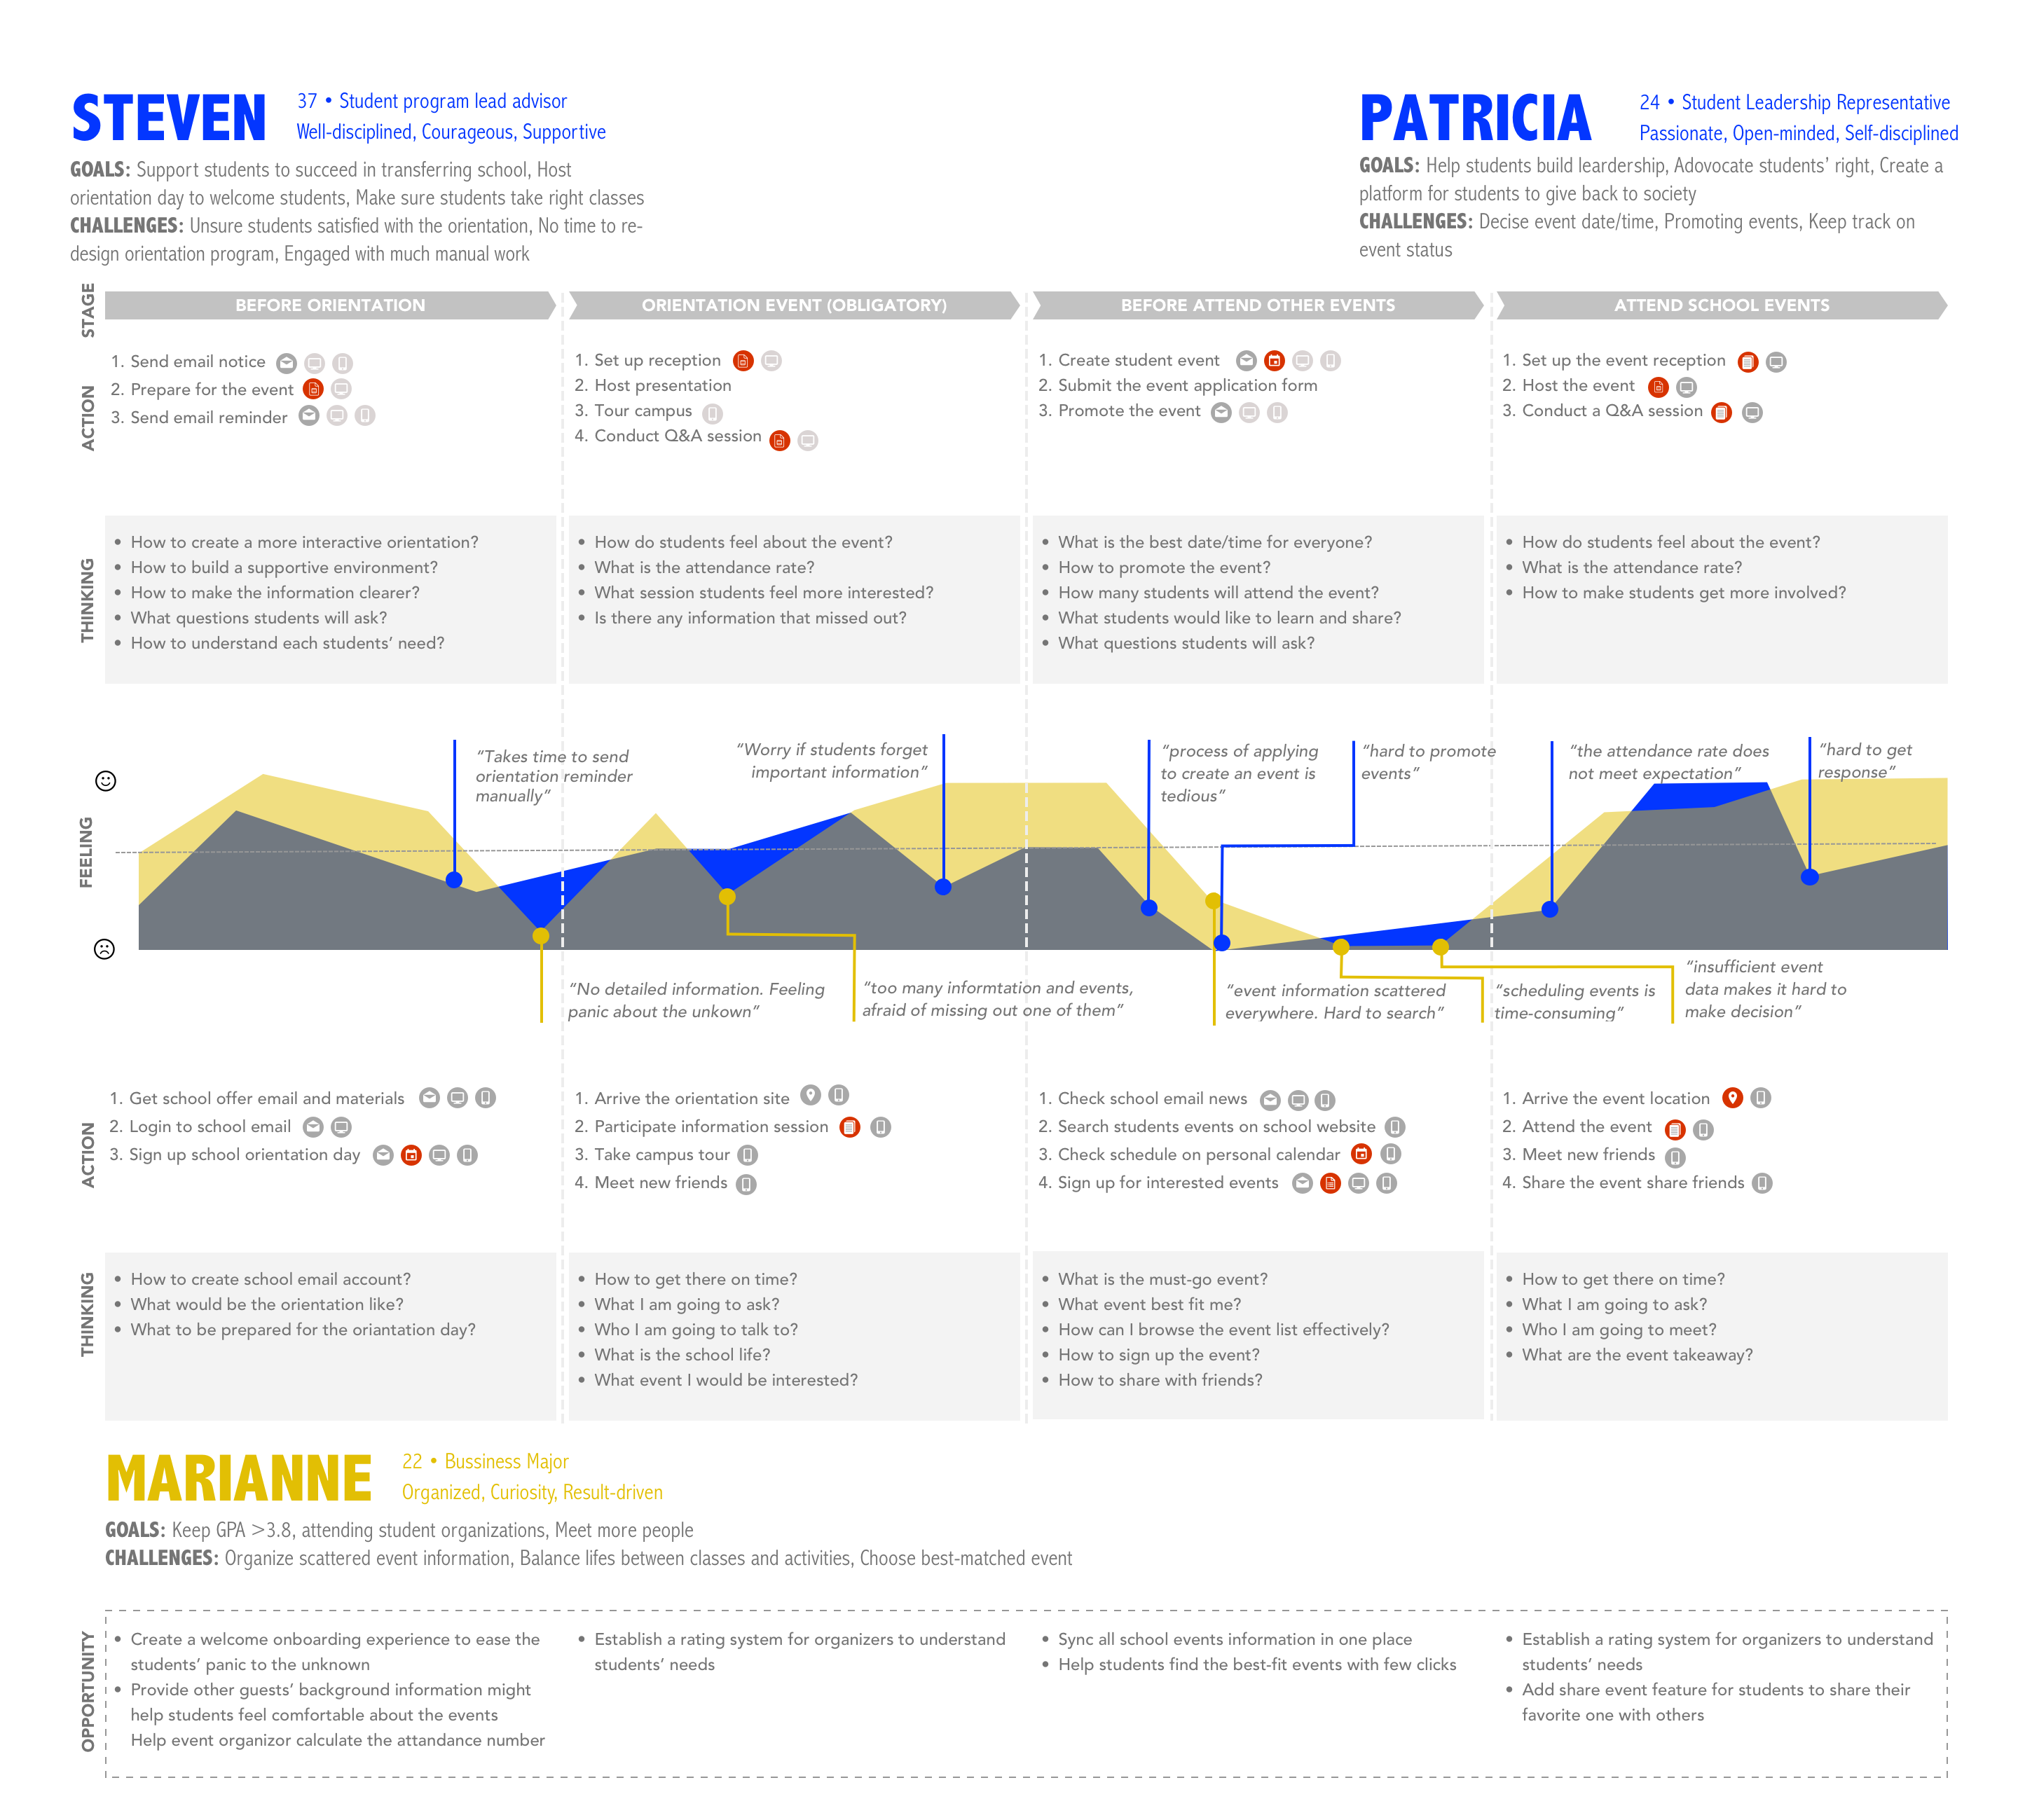 STEVEN
37 • Student program lead advisor
Well-disciplined, Courageous, Supportive
GOALS: Support students to succeed in transferring school, Host
orientation day to welcome students, Make sure students take right classes
CHALLENGES: Unsure students satisfied with the orientation, No time to re-
design orientation program, Engaged with much manual work
PATRICIA
24 • Student Leadership Representative
Passionate, Open-minded, Self-disciplined
GOALS: Help students build leardership, Adovocate students’ right, Create a
platform for students to give back to society
CHALLENGES: Decise event date/time, Promoting events, Keep track on
event status
STAGE
BEFORE ORIENTATION
ORIENTATION EVENT (OBLIGATORY)
BEFORE ATTEND OTHER EVENTS
ATTEND SCHOOL EVENTS
ACTION
1. Send email notice
2. Prepare for the event
3. Send email reminder
1. Set up reception
2. Host presentation
3. Tour campus
4. Conduct Q&A session
1. Create student event
2. Submit the event application form
3. Promote the event
1. Set up the event reception
2. Host the event
3. Conduct a Q&A session
THINKING
• How to create a more interactive orientation?
• How to build a supportive environment?
• How to make the information clearer?
• What questions students will ask?
• How to understand each students’ need?
• How do students feel about the event?
• What is the attendance rate?
• What session students feel more interested?
• Is there any information that missed out?
• What is the best date/time for everyone?
• How to promote the event?
• How many students will attend the event?
• What students would like to learn and share?
• What questions students will ask?
• How do students feel about the event?
• What is the attendance rate?
• How to make students get more involved?
FEELING
“Takes time to send
orientation reminder
manually”
“Worry if students forget
important information”
“process of applying
to create an event is
tedious”
“hard to promote
events”
“the attendance rate does
not meet expectation”
“hard to get
response”
“No detailed information. Feeling
panic about the unkown”
“too many informtation and events,
afraid of missing out one of them”
“event information scattered
everywhere. Hard to search”
“scheduling events is
time-consuming”
“insufficient event
data makes it hard to
make decision”
ACTION
1. Get school offer email and materials
2. Login to school email
3. Sign up school orientation day
1. Arrive the orientation site
2. Participate information session
3. Take campus tour
4. Meet new friends
1. Check school email news
2. Search students events on school website
3. Check schedule on personal calendar
4. Sign up for interested events
1. Arrive the event location
2. Attend the event
3. Meet new friends
4. Share the event share friends
THINKING
• How to create school email account?
• What would be the orientation like?
• What to be prepared for the oriantation day?
• How to get there on time?
• What I am going to ask?
• Who I am going to talk to?
• What is the school life?
• What event I would be interested?
• What is the must-go event?
• What event best fit me?
• How can I browse the event list effectively?
• How to sign up the event?
• How to share with friends?
• How to get there on time?
• What I am going to ask?
• Who I am going to meet?
• What are the event takeaway?
MARIANNE
22 • Bussiness Major
Organized, Curiosity, Result-driven
GOALS: Keep GPA >3.8, attending student organizations, Meet more people
CHALLENGES: Organize scattered event information, Balance lifes between classes and activities, Choose best-matched event
OPPORTUNITY
• Create a welcome onboarding experience to ease the
students’ panic to the unknown
• Provide other guests’ background information might
help students feel comfortable about the events
Help event organizor calculate the attandance number
• Establish a rating system for organizers to understand
students’ needs
• Sync all school events information in one place
• Help students find the best-fit events with few clicks
• Establish a rating system for organizers to understand
students’ needs
• Add share event feature for students to share their
favorite one with others